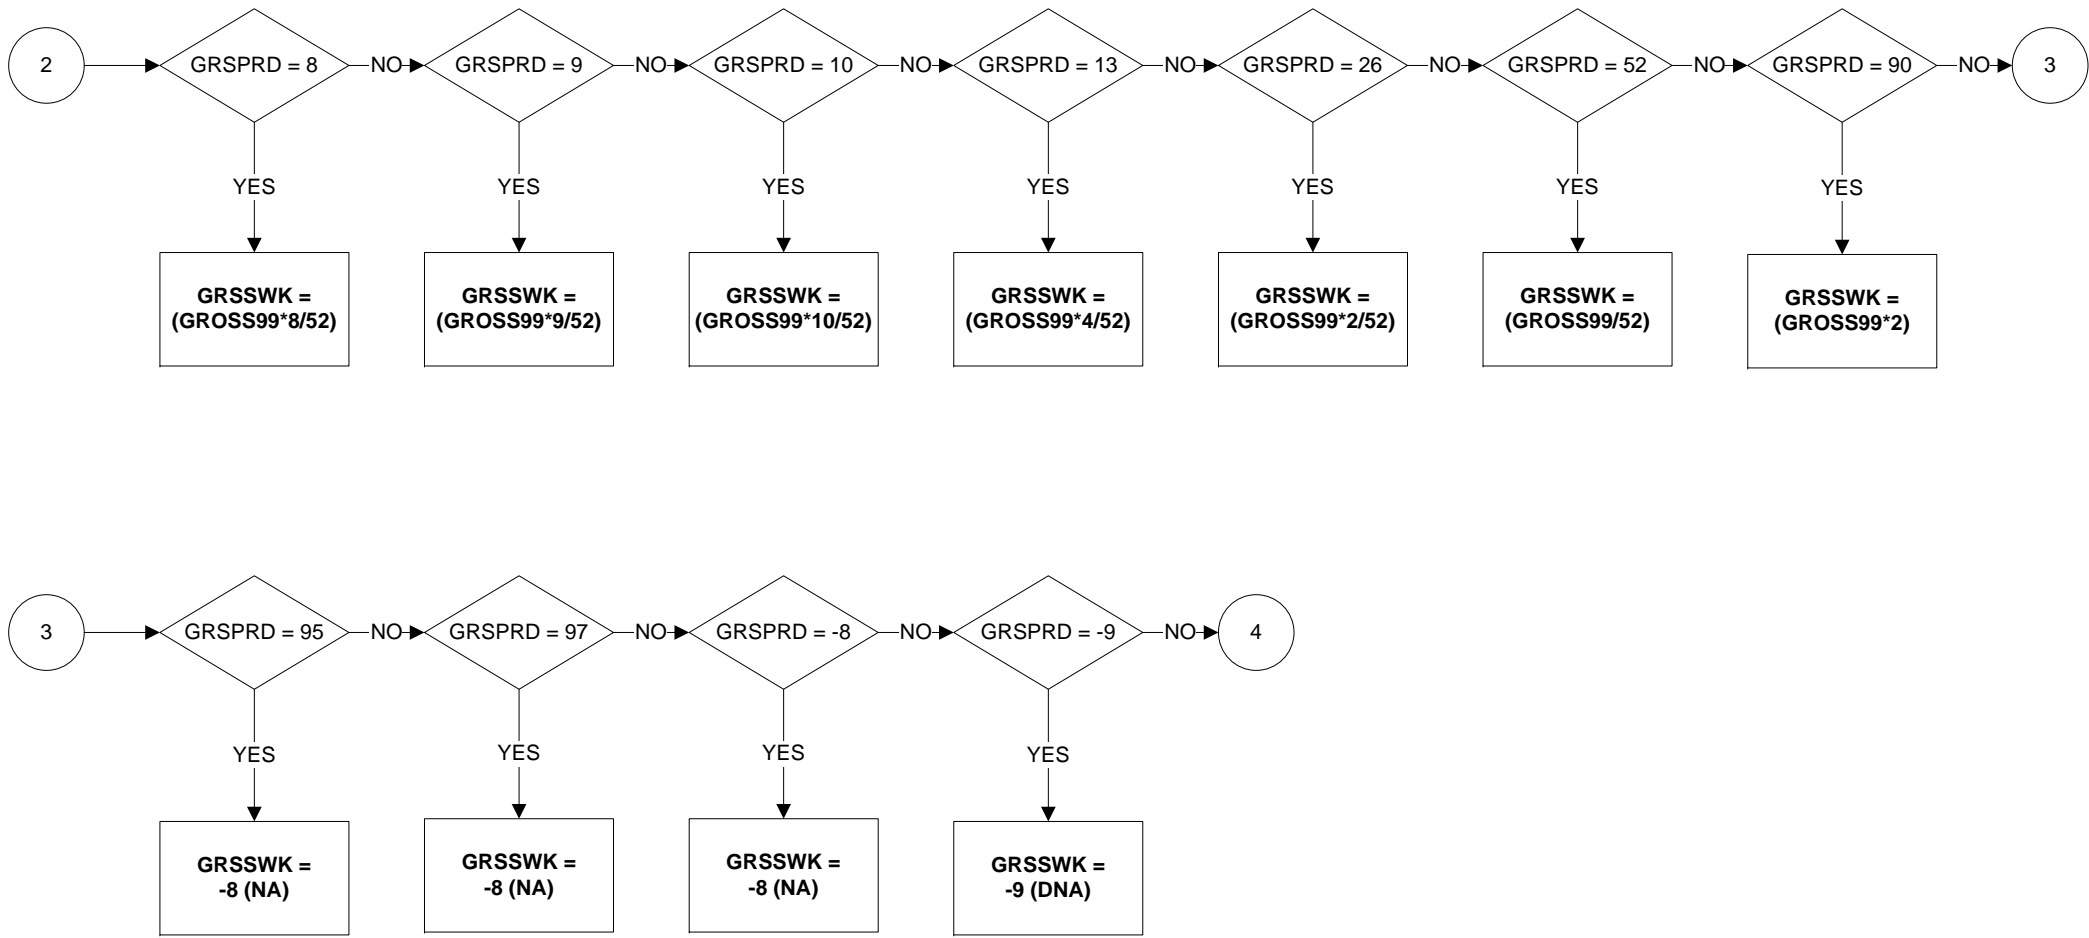 2
GRSPRD = 8
NO
GRSPRD = 9
NO
GRSPRD = 10
NO
GRSPRD = 13
NO
GRSPRD = 26
NO
GRSPRD = 52
NO
GRSPRD = 90
NO
3
YES
YES
YES
YES
YES
YES
YES
GRSSWK =
(GROSS99*8/52)
GRSSWK =
(GROSS99*9/52)
GRSSWK =
(GROSS99*10/52)
GRSSWK =
(GROSS99*4/52)
GRSSWK =
(GROSS99*2/52)
GRSSWK =
(GROSS99/52)
GRSSWK =
(GROSS99*2)
3
GRSPRD = 95
NO
GRSPRD = 97
NO
GRSPRD = -8
NO
GRSPRD = -9
NO
4
YES
YES
YES
YES
GRSSWK =
-8 (NA)
GRSSWK =
-8 (NA)
GRSSWK =
-8 (NA)
GRSSWK =
-9 (DNA)